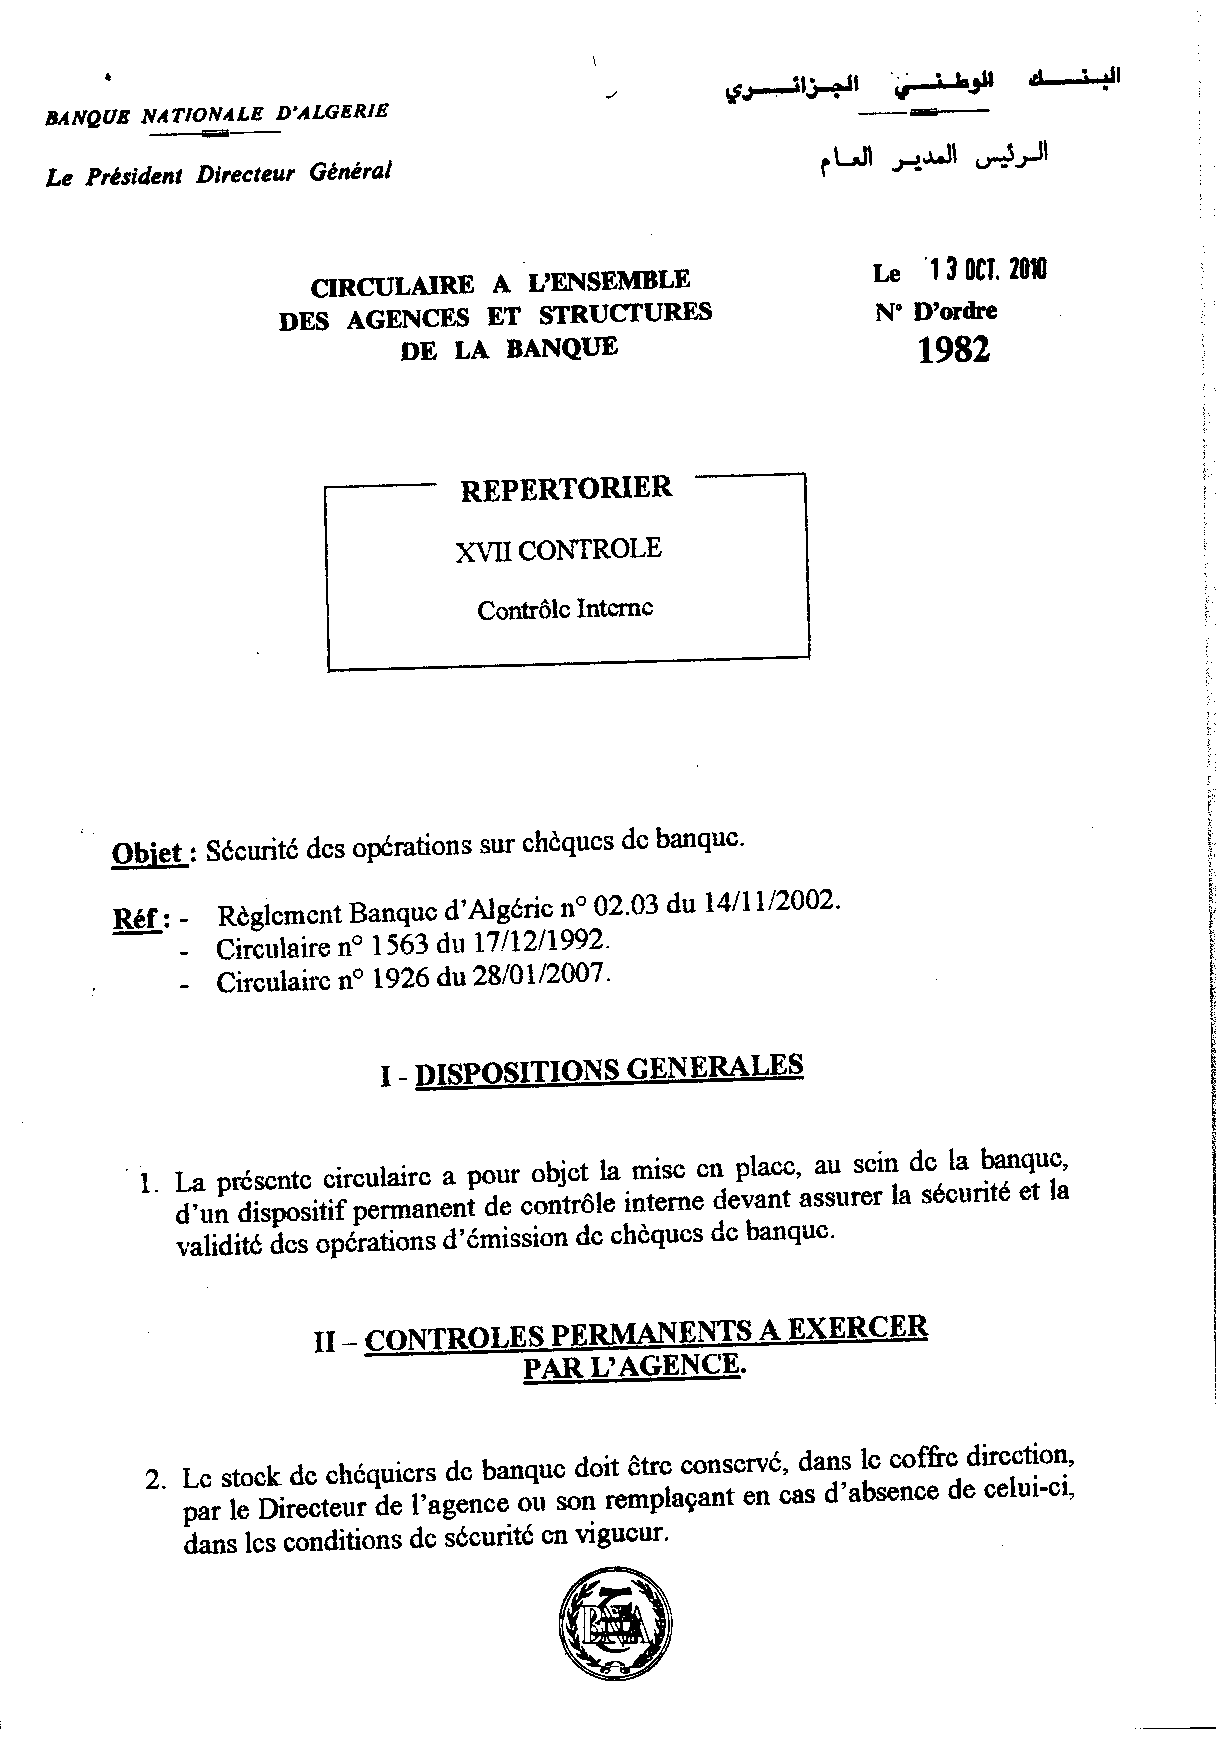 BANQUE NATIONALE D'ALGERIE
البنك الوطني الجزائري
Le Président Directeur Général
الرئيس المدير العام
CIRCULAIRE A L'ENSEMBLE
DES AGENCES ET STRUCTURES
DE LA BANQUE
Le 13 OCT. 2010
N° D'ordre
1982
REPERTORIER
XVII CONTROLE
Contrôle Interne
Objet : Sécurité des opérations sur chèques de banque.
Réf : - Règlement Banque d'Algérie n° 02.03 du 14/11/2002.
- Circulaire n° 1563 du 17/12/1992.
- Circulaire n° 1926 du 28/01/2007.
I - DISPOSITIONS GENERALES
1. La présente circulaire a pour objet la mise en place, au sein de la banque,
d'un dispositif permanent de contrôle interne devant assurer la sécurité et la
validité des opérations d'émission de chèques de banque.
II – CONTROLES PERMANENTS A EXERCER
PAR L'AGENCE.
2. Le stock de chéquiers de banque doit être conservé, dans le coffre direction,
par le Directeur de l'agence ou son remplaçant en cas d'absence de celui-ci,
dans les conditions de sécurité en vigueur.
BNA